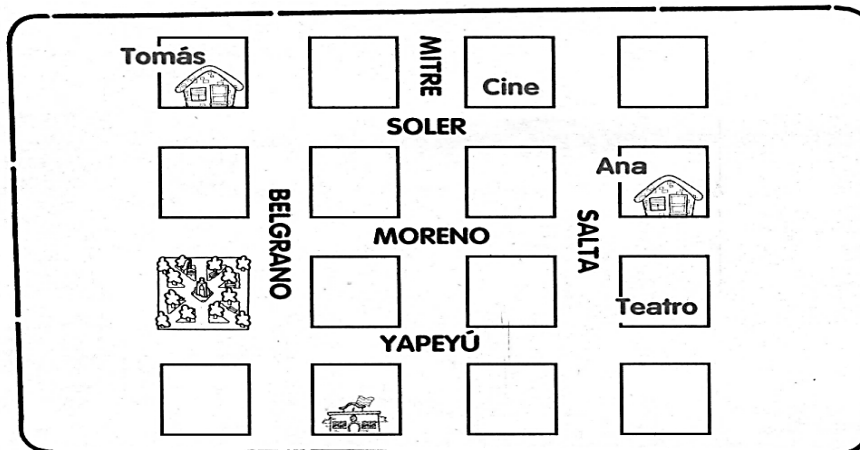 Tomás
MITRE
Cine
SOLER
Ana
BELGRANO
SALTA
MORENO
Teatro
YAPEYÚ